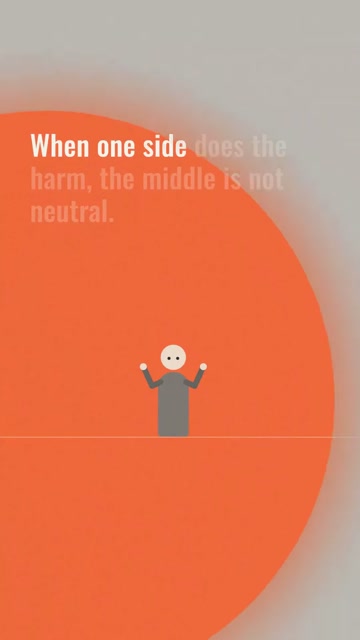 When one side does the
harm, the middle is not
neutral.